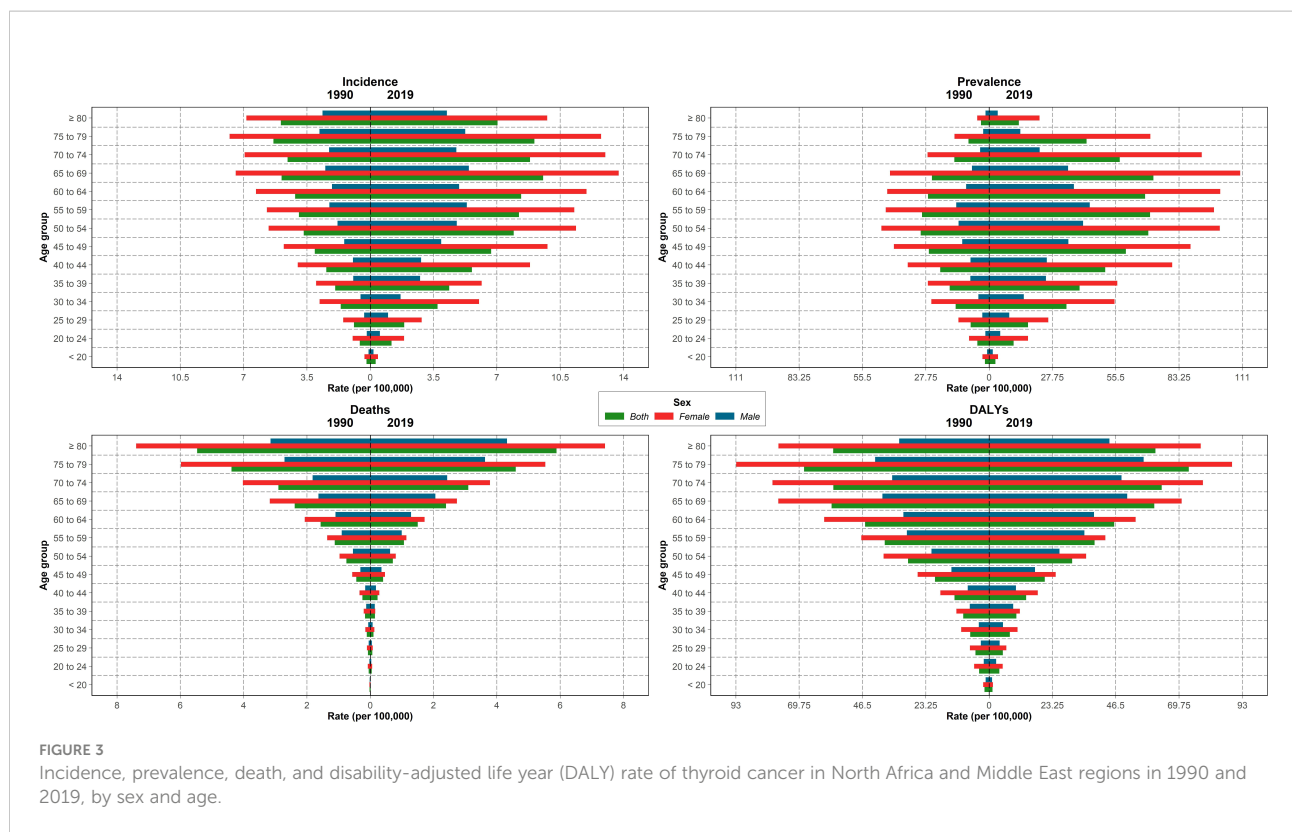 Incidence
1990 2019
Age group
≥ 80
75 to 79
70 to 74
65 to 69
60 to 64
55 to 59
50 to 54
45 to 49
40 to 44
35 to 39
30 to 34
25 to 29
20 to 24
< 20
14 10.5 7 3.5 0 3.5 7 10.5 14
Rate (per 100,000)
Prevalence
1990 2019
Age group
≥ 80
75 to 79
70 to 74
65 to 69
60 to 64
55 to 59
50 to 54
45 to 49
40 to 44
35 to 39
30 to 34
25 to 29
20 to 24
< 20
111 83.25 55.5 27.75 0 27.75 55.5 83.25 111
Rate (per 100,000)
Sex
Both Female Male
Deaths
1990 2019
Age group
≥ 80
75 to 79
70 to 74
65 to 69
60 to 64
55 to 59
50 to 54
45 to 49
40 to 44
35 to 39
30 to 34
25 to 29
20 to 24
< 20
8 6 4 2 0 2 4 6 8
Rate (per 100,000)
DALYs
1990 2019
Age group
≥ 80
75 to 79
70 to 74
65 to 69
60 to 64
55 to 59
50 to 54
45 to 49
40 to 44
35 to 39
30 to 34
25 to 29
20 to 24
< 20
93 69.75 46.5 23.25 0 23.25 46.5 69.75 93
Rate (per 100,000)
FIGURE 3
Incidence, prevalence, death, and disability-adjusted life year (DALY) rate of thyroid cancer in North Africa and Middle East regions in 1990 and
2019, by sex and age.